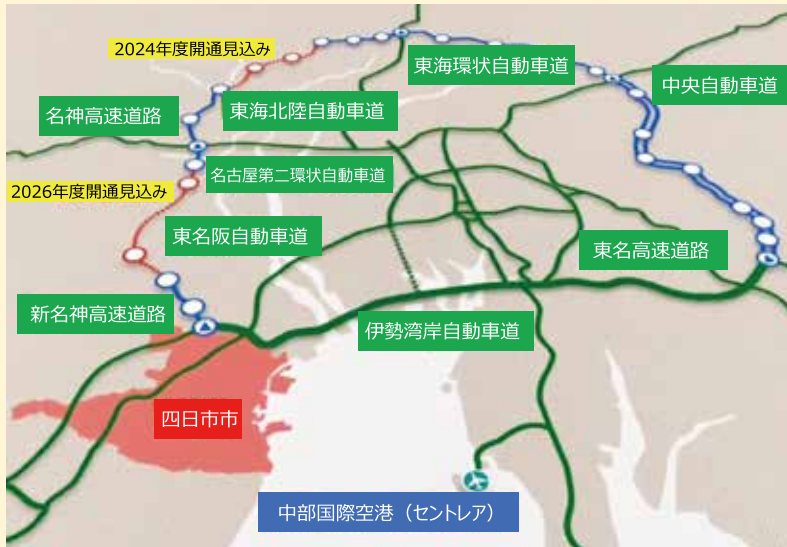 2024年度開通見込み
東海環状自動車道
中央自動車道
名神高速道路
東海北陸自動車道
名古屋第二環状自動車道
2026年度開通見込み
東名阪自動車道
東名高速道路
新名神高速道路
伊勢湾岸自動車道
四日市市
中部国際空港（セントレア）